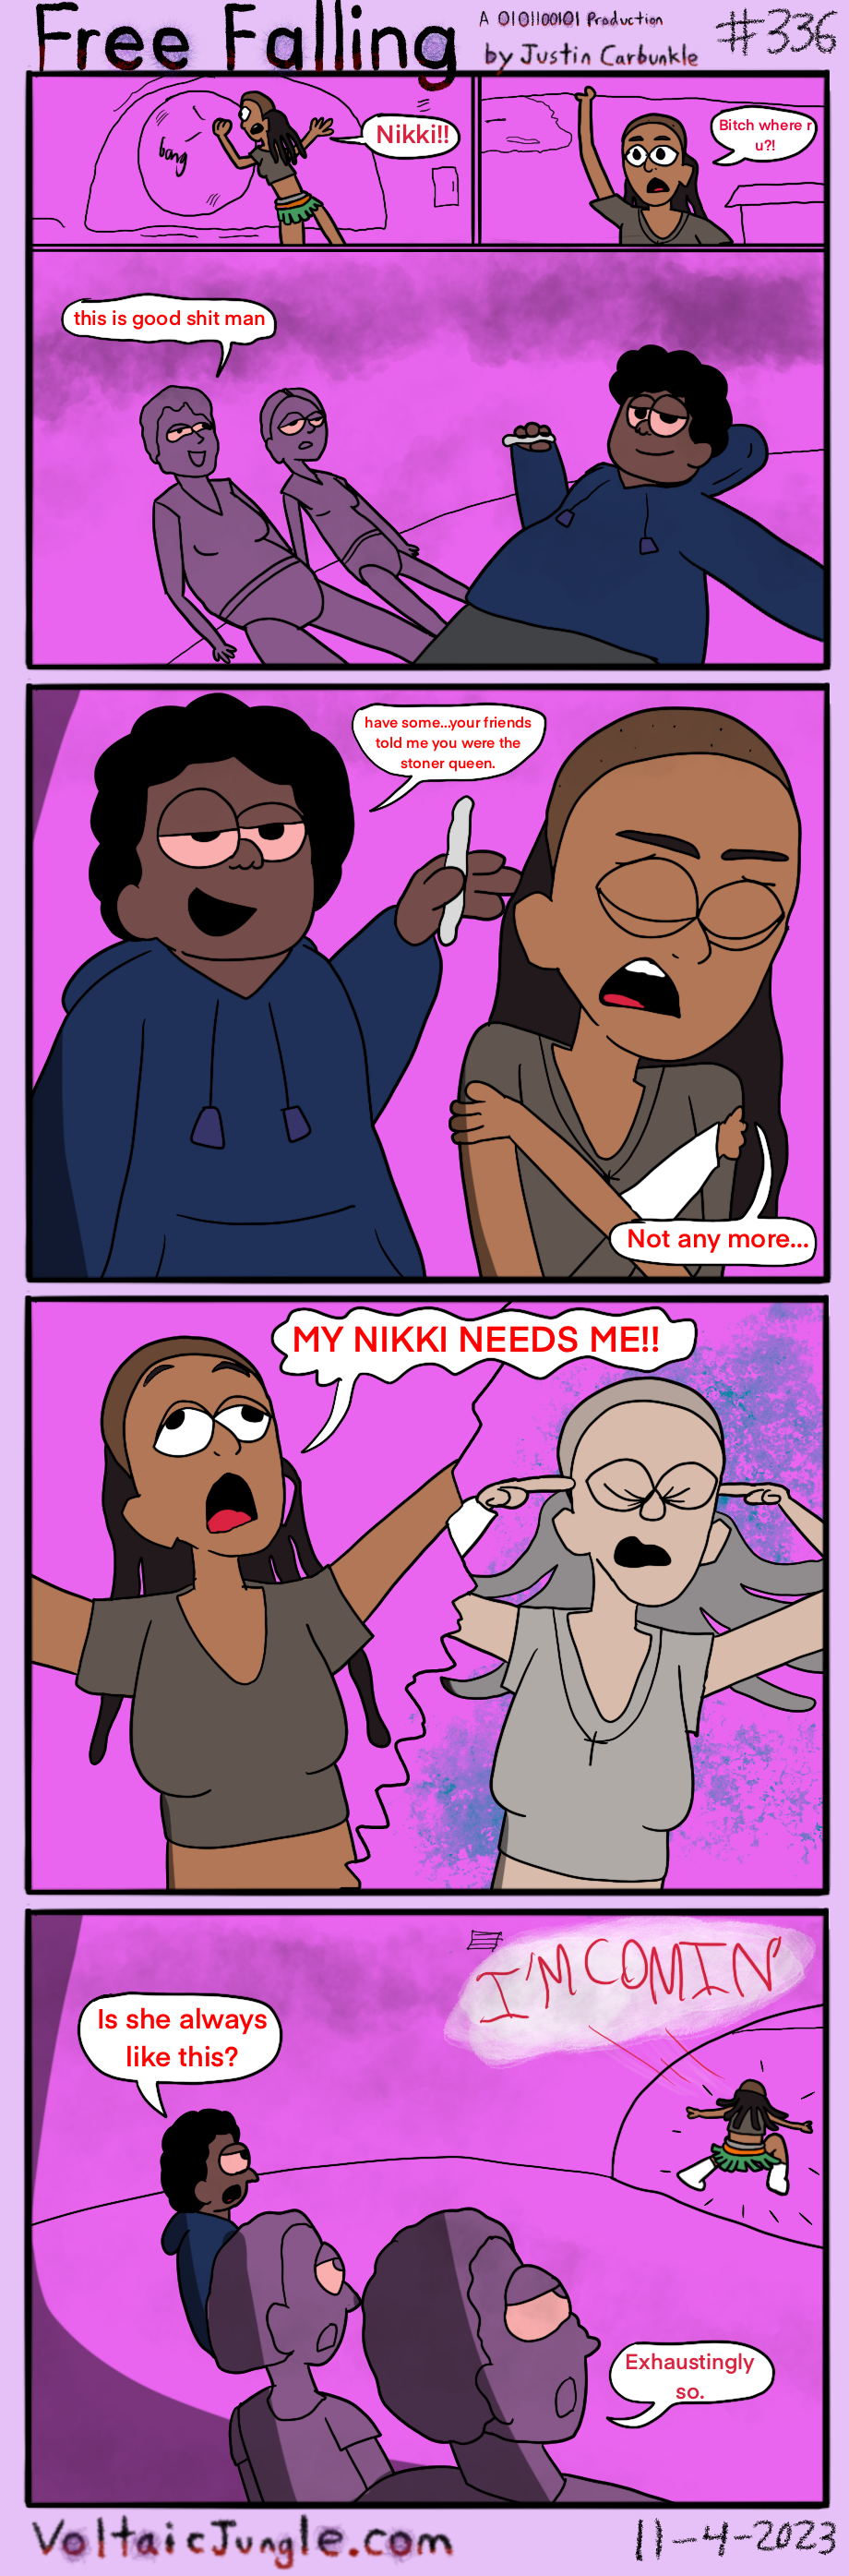 Free Falling
A 0101100101 Production
by Justin Carbunkle
#336
bang
Nikki!!
Bitch where r
u?!
this is good shit man
have some...your friends
told me you were the
stoner queen.
Not any more...
MY NIKKI NEEDS ME!!
I'M COMIN'
Is she always
like this?
Exhaustingly
so.
VoltaicJungle.com
11-4-2023